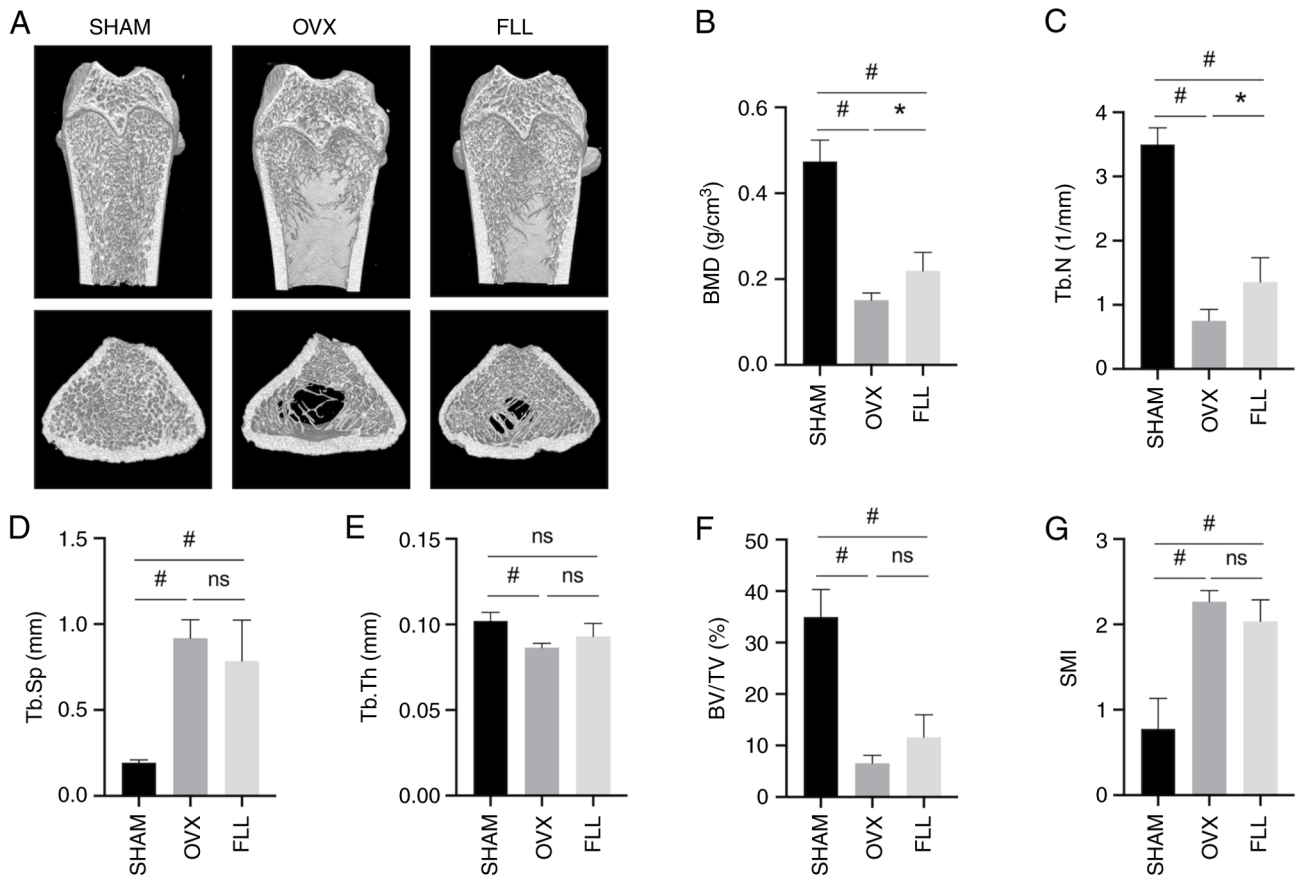 A
SHAM
OVX
FLL
B
#
#
*
0.6
0.4
0.2
0.0
BMD (g/cm³)
SHAM
OVX
FLL
C
#
#
*
4
3
2
1
0
Tb.N (1/mm)
SHAM
OVX
FLL
D
#
#
ns
1.5
1.0
0.5
0.0
Tb.Sp (mm)
SHAM
OVX
FLL
E
ns
#
ns
0.15
0.10
0.05
0.00
Tb.Th (mm)
SHAM
OVX
FLL
F
#
#
ns
50
40
30
20
10
0
BV/TV (%)
SHAM
OVX
FLL
G
#
#
ns
3
2
1
0
SMI
SHAM
OVX
FLL